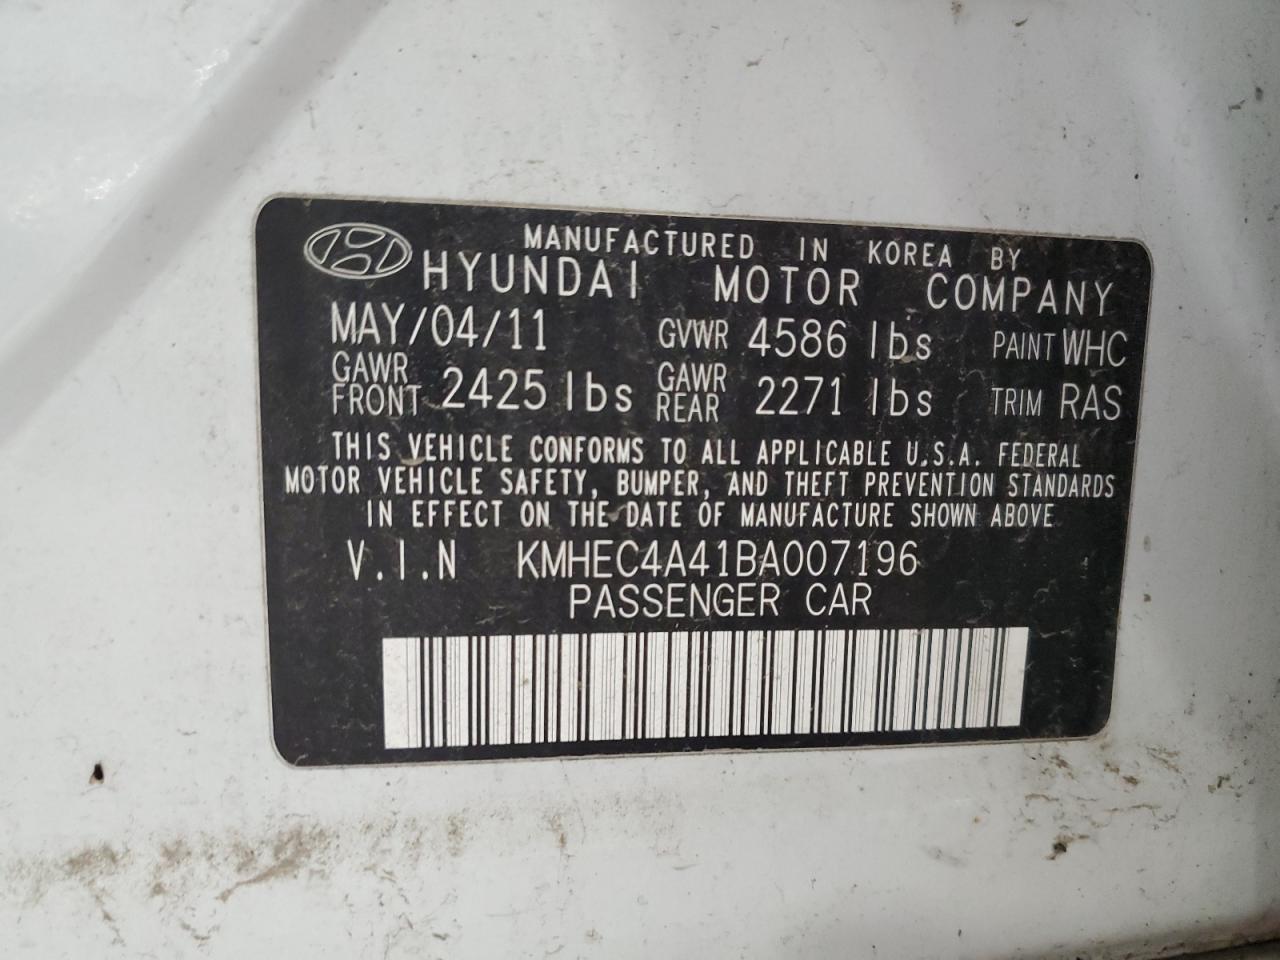 MANUFACTURED IN KOREA BY
HYUNDAI MOTOR COMPANY
MAY/04/11 GVWR 4586 lbs PAINT WHC
GAWR FRONT 2425 lbs GAWR REAR 2271 lbs TRIM RAS
THIS VEHICLE CONFORMS TO ALL APPLICABLE U.S.A. FEDERAL
MOTOR VEHICLE SAFETY, BUMPER, AND THEFT PREVENTION STANDARDS
IN EFFECT ON THE DATE OF MANUFACTURE SHOWN ABOVE
V.I.N KMHEC4A41BA007196
PASSENGER CAR